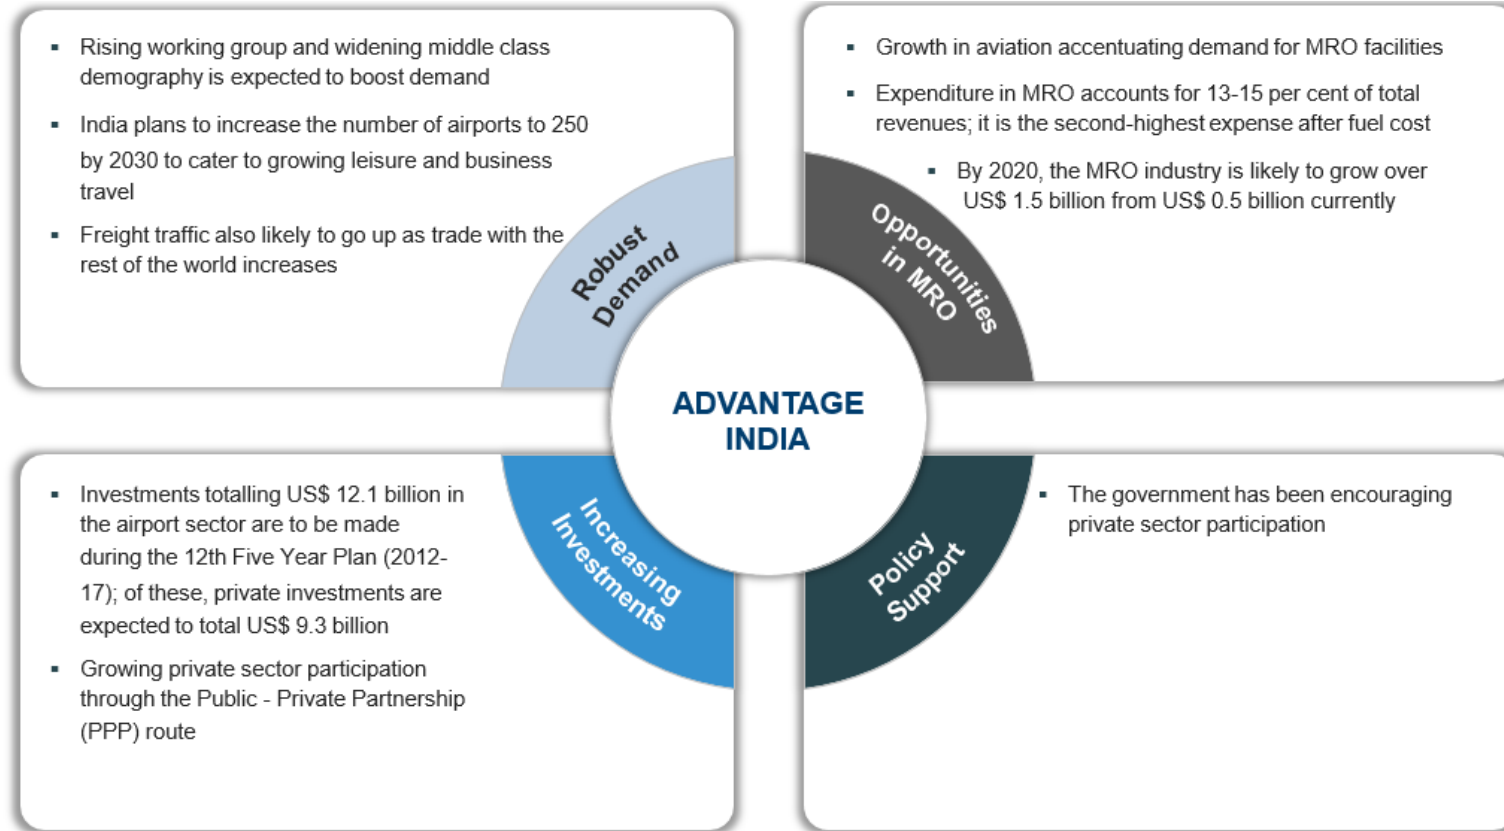 Rising working group and widening middle class
demography is expected to boost demand
India plans to increase the number of airports to 250
by 2030 to cater to growing leisure and business
travel
Freight traffic also likely to go up as trade with the
rest of the world increases
Robust
Demand
Growth in aviation accentuating demand for MRO facilities
Expenditure in MRO accounts for 13-15 per cent of total
revenues; it is the second-highest expense after fuel cost
By 2020, the MRO industry is likely to grow over
US$ 1.5 billion from US$ 0.5 billion currently
Opportunities
in MRO
ADVANTAGE
INDIA
Investments totalling US$ 12.1 billion in
the airport sector are to be made
during the 12th Five Year Plan (2012-
17); of these, private investments are
expected to total US$ 9.3 billion
Growing private sector participation
through the Public - Private Partnership
(PPP) route
Increasing
Investments
The government has been encouraging
private sector participation
Policy
Support